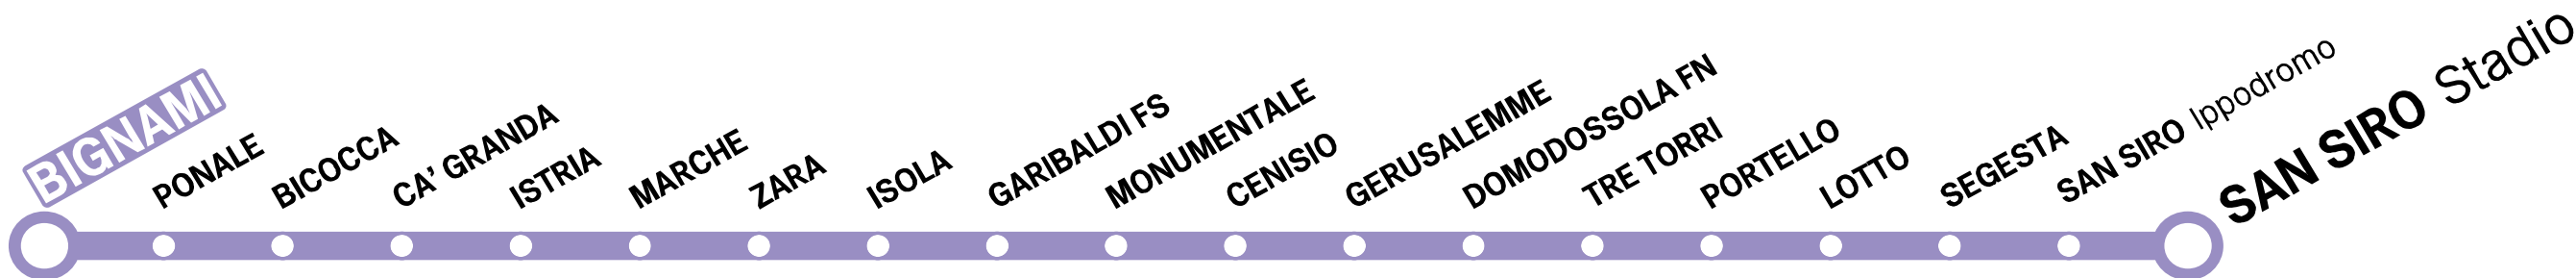 BIGNAMI
PONALE
BICOCCA
CA’ GRANDA
ISTRIA
MARCHE
ZARA
ISOLA
GARIBALDI FS
MONUMENTALE
CENISIO
GERUSALEMME
DOMODOSSOLA FN
TRE TORRI
PORTELLO
LOTTO
SEGESTA
SAN SIRO Ippodromo
SAN SIRO Stadio